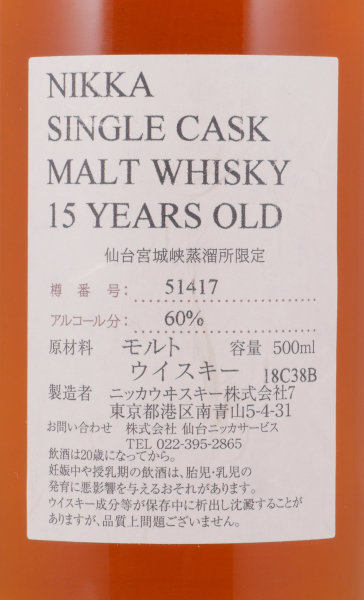 NIKKA
SINGLE CASK
MALT WHISKY
15 YEARS OLD
仙台宮城峡蒸溜所限定
樽番号: 51417
アルコール分: 60%
原材料 モルト 容量 500ml
ウイスキー 18C38B
製造者 ニッカウヰスキー株式会社7
東京都港区南青山5-4-31
お問い合わせ 株式会社 仙台ニッカサービス
TEL 022-395-2865
飲酒は20歳になってから。
妊娠中や授乳期の飲酒は、胎児・乳児の
発育に悪影響を与えるおそれがあります。
ウイスキー成分等が保存中に析出し沈澱することが
ありますが、品質上問題ございません。